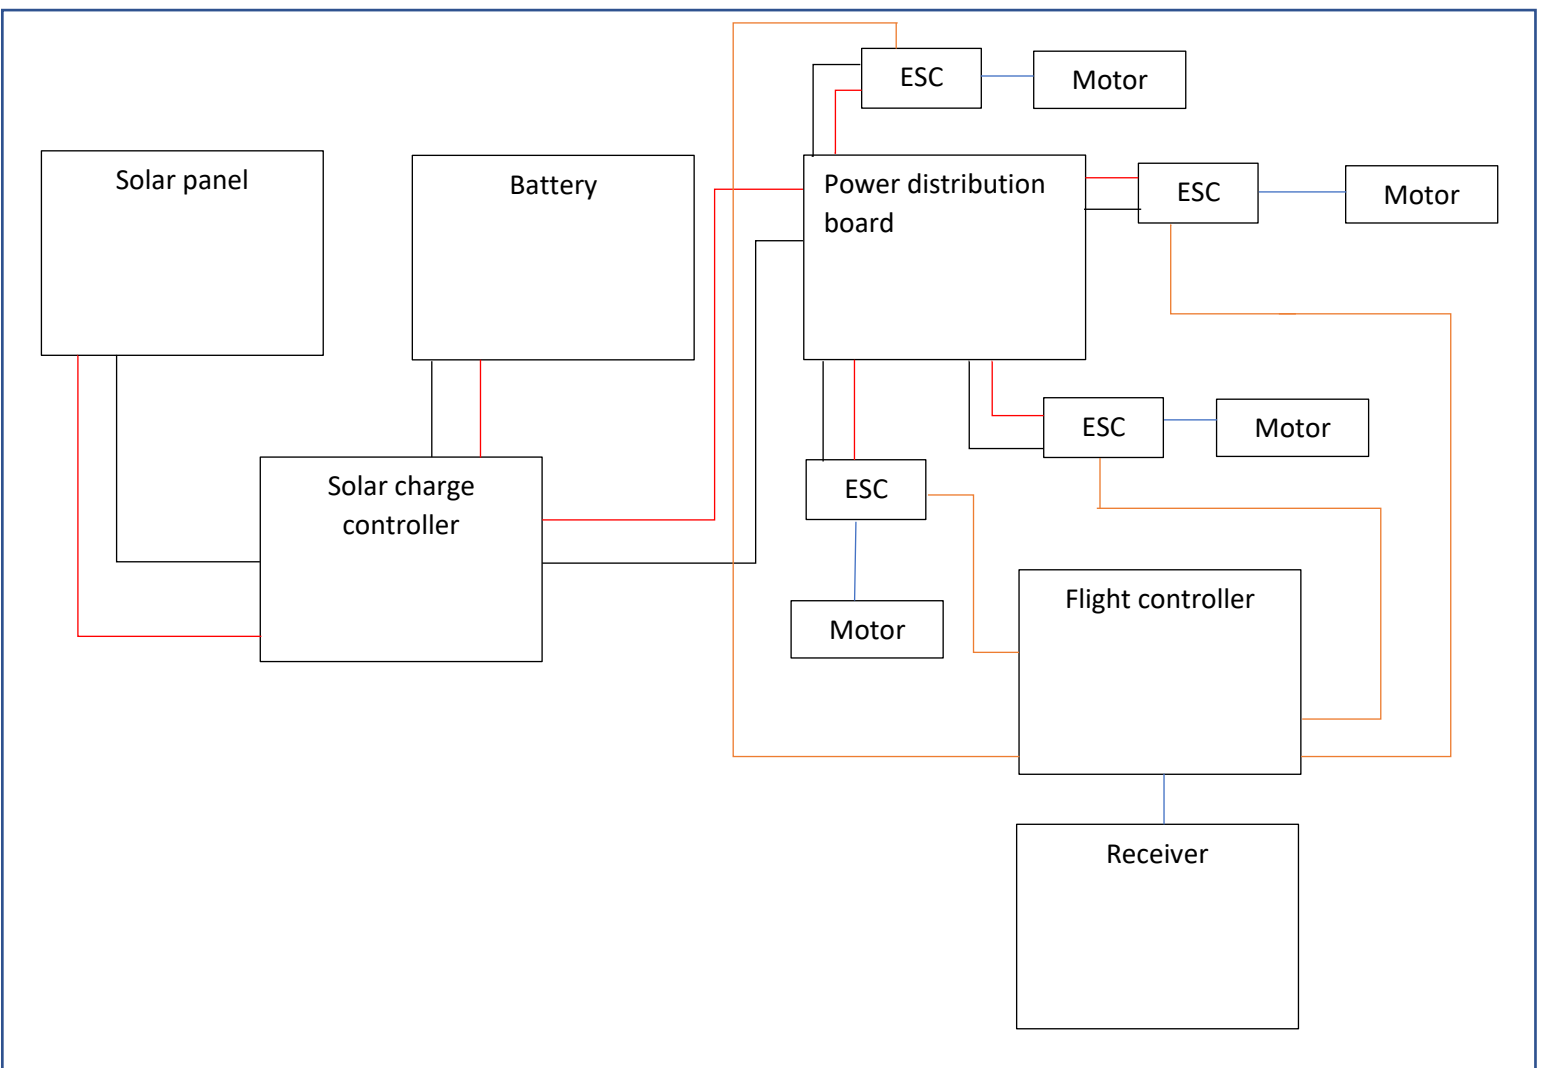 ESC
Motor
Solar panel
Battery
Power distribution
board
ESC
Motor
ESC
Motor
Solar charge
controller
ESC
Flight controller
Motor
Receiver